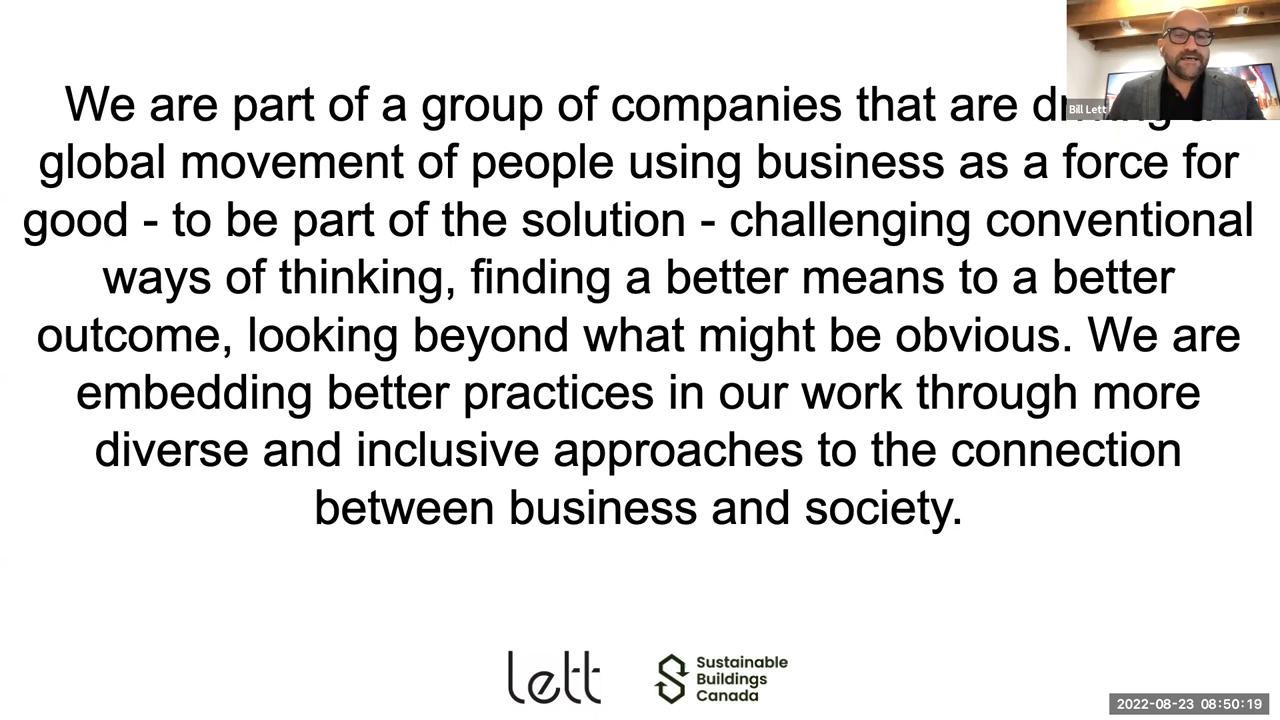 We are part of a group of companies that are
global movement of people using business as a force for
good - to be part of the solution - challenging conventional
ways of thinking, finding a better means to a better
outcome, looking beyond what might be obvious. We are
embedding better practices in our work through more
diverse and inclusive approaches to the connection
between business and society.
Bill Lett
lett
Sustainable
Buildings
Canada
2022-08-23 08:50:19